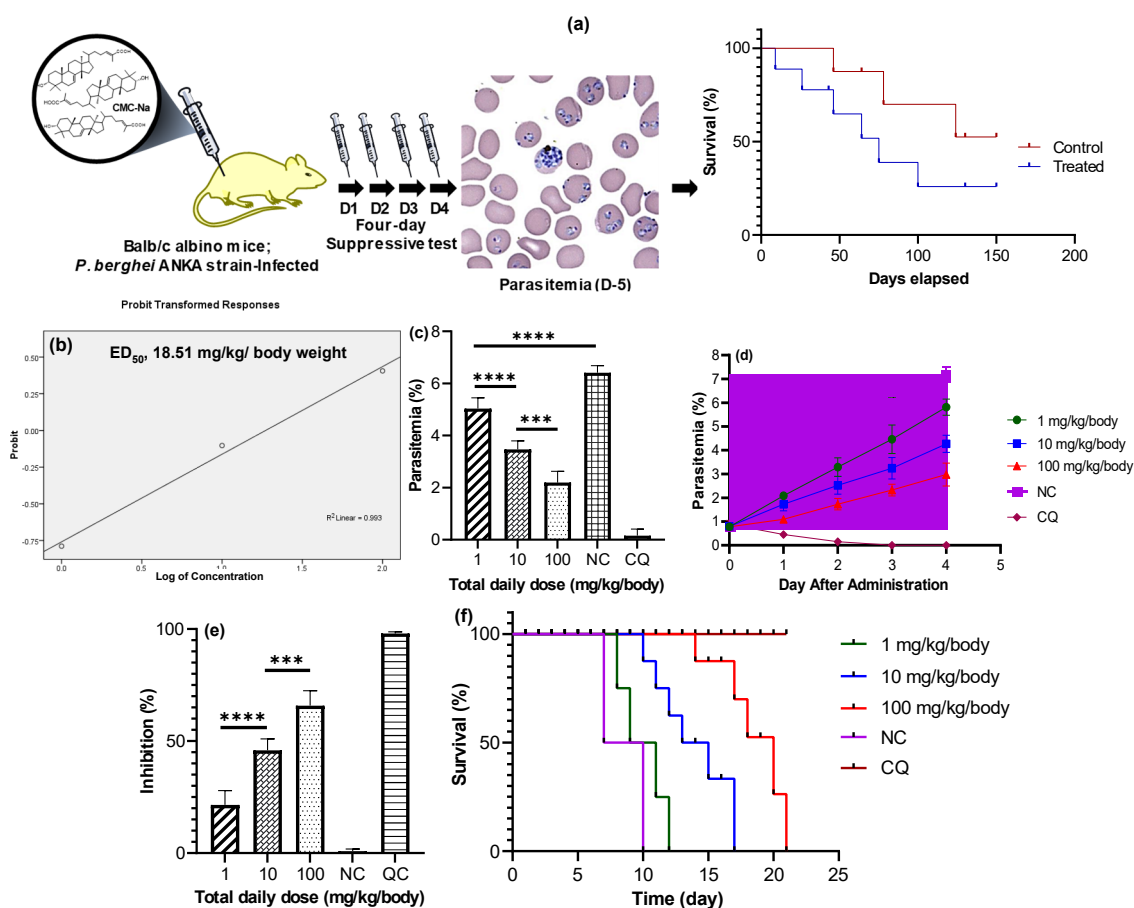 (a)
COOH
HOOC
OH
CMC-Na
HO
COOH
D1 D2 D3 D4
Four-day
Suppressive test
Balb/c albino mice;
P. berghei ANKA strain-Infected
Parasitemia (D-5)
Survival (%)
100
50
0
0 50 100 150 200
Days elapsed
Control
Treated
Probit Transformed Responses
(b)
ED50, 18.51 mg/kg/ body weight
Probit
0.50
0.25
0.00
-0.25
-0.50
-0.75
R2 Linear = 0.993
0.0 0.5 1.0 1.5 2.0
Log of Concentration
(c)
Parasitemia (%)
8
6
4
2
0
****
****
***
1 10 100 NC CQ
Total daily dose (mg/kg/body)
(d)
Parasitemia (%)
8
7
6
5
4
3
2
1
0
0 1 2 3 4 5
Day After Administration
1 mg/kg/body
10 mg/kg/body
100 mg/kg/body
NC
CQ
(e)
Inhibition (%)
100
50
0
****
***
1 10 100 NC QC
Total daily dose (mg/kg/body)
(f)
Survival (%)
100
50
0
0 5 10 15 20 25
Time (day)
1 mg/kg/body
10 mg/kg/body
100 mg/kg/body
NC
CQ